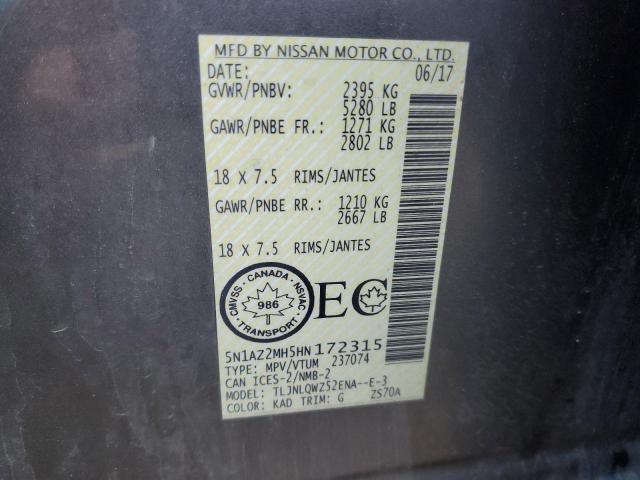 MFD BY NISSAN MOTOR CO., LTD.
DATE: 06/17
GVWR/PNBV: 2395 KG
5280 LB
GAWR/PNBE FR.: 1271 KG
2802 LB
18 X 7.5 RIMS/JANTES
GAWR/PNBE RR.: 1210 KG
2667 LB
18 X 7.5 RIMS/JANTES
CMVSS · CANADA · NSVAC
986
TRANSPORT
EC
5N1AZ2MH5HN172315
TYPE: MPV/VTUM 237074
CAN ICES-2/NMB-2
MODEL: TLJNLQWZ52ENA--E-3
COLOR: KAD TRIM: G ZS70A